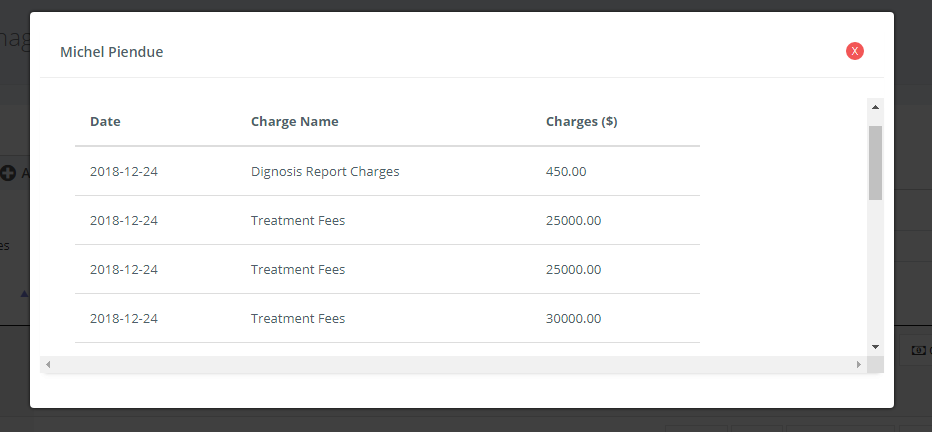 Michel Piendue
X
Date Charge Name Charges ($)
2018-12-24 Dignosis Report Charges 450.00
2018-12-24 Treatment Fees 25000.00
2018-12-24 Treatment Fees 25000.00
2018-12-24 Treatment Fees 30000.00